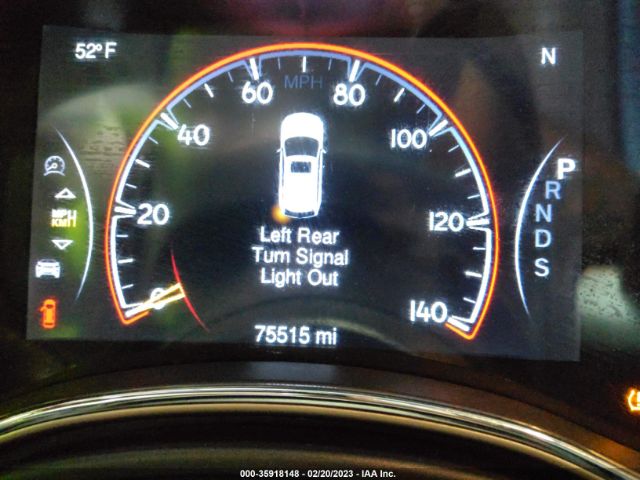 52°F
N
MPH
0
20
40
60
80
100
120
140
MPH
KM/H
P
R
N
D
S
Left Rear
Turn Signal
Light Out
75515 mi
000-35918148 - 02/20/2023 - IAA Inc.